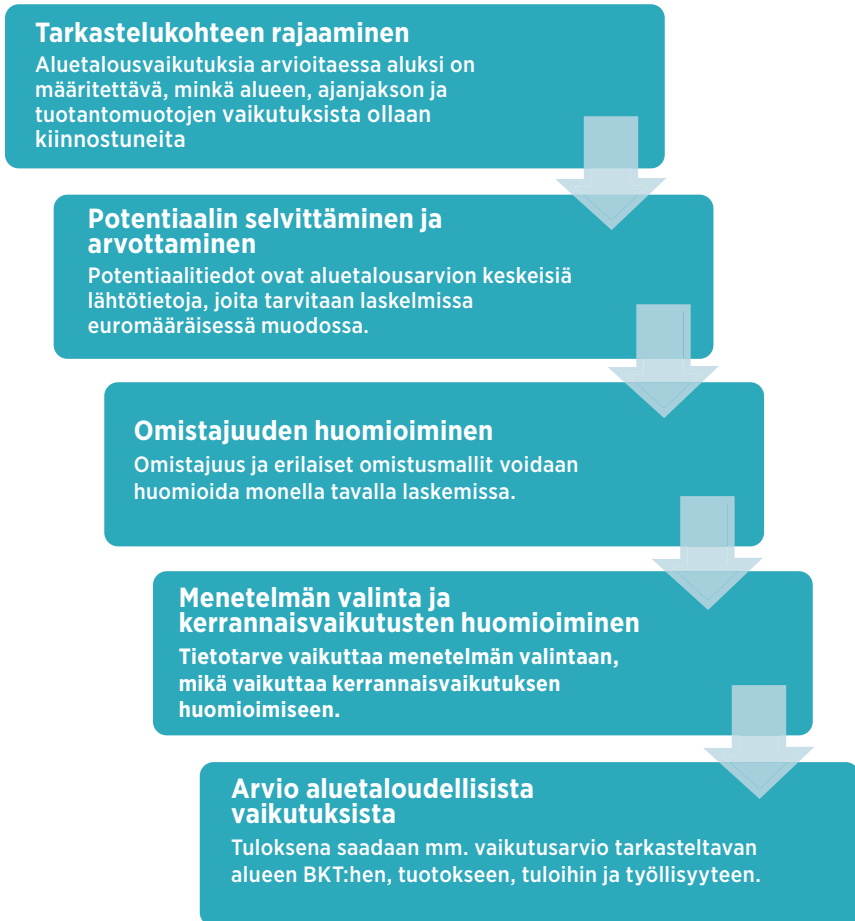 Tarkastelukohteen rajaaminen
Aluetalousvaikutuksia arvioitaessa aluksi on
määritettävä, minkä alueen, ajanjakson ja
tuotantomuotojen vaikutuksista ollaan
kiinnostuneita
Potentiaalin selvittäminen ja
arvottaminen
Potentiaalitiedot ovat aluetalousarvion keskeisiä
lähtötietoja, joita tarvitaan laskelmissa
euromääräisessä muodossa.
Omistajuuden huomioiminen
Omistajuus ja erilaiset omistusmallit voidaan
huomioida monella tavalla laskemissa.
Menetelmän valinta ja
kerrannaisvaikutusten huomioiminen
Tietotarve vaikuttaa menetelmän valintaan,
mikä vaikuttaa kerrannaisvaikutuksen
huomioimiseen.
Arvio aluetaloudellisista
vaikutuksista
Tuloksena saadaan mm. vaikutusarvio tarkasteltavan
alueen BKT:hen, tuotokseen, tuloihin ja työllisyyteen.